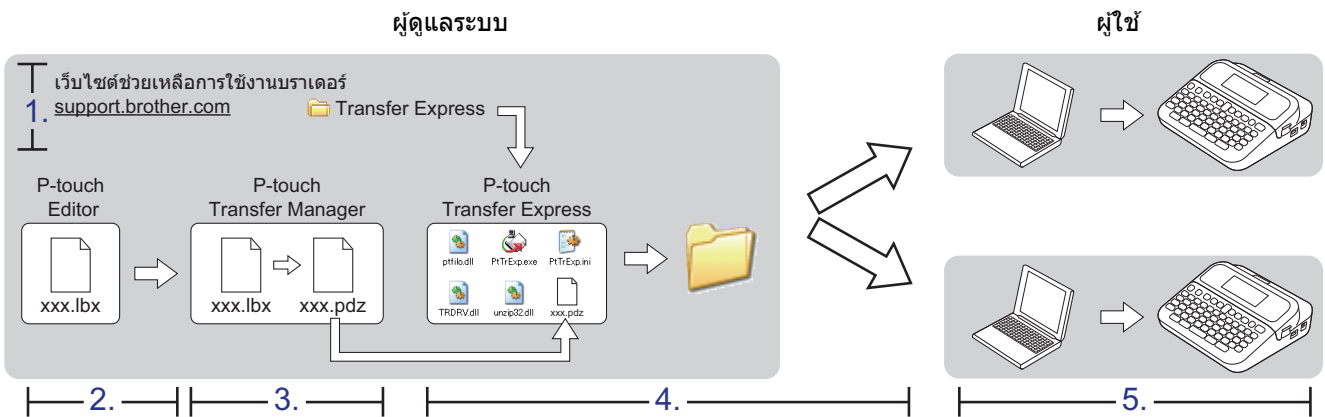 ผู้ดูแลระบบ
ผู้ใช้
เว็บไซต์ช่วยเหลือการใช้งานบราเดอร์
1. support.brother.com
Transfer Express
P-touch
Editor
xxx.lbx
P-touch
Transfer Manager
xxx.lbx
xxx.pdz
P-touch
Transfer Express
ptfilo.dll
PtTrExp.exe
PtTrExp.ini
TRDRV.dll
unzip32.dll
xxx.pdz
2.
3.
4.
5.